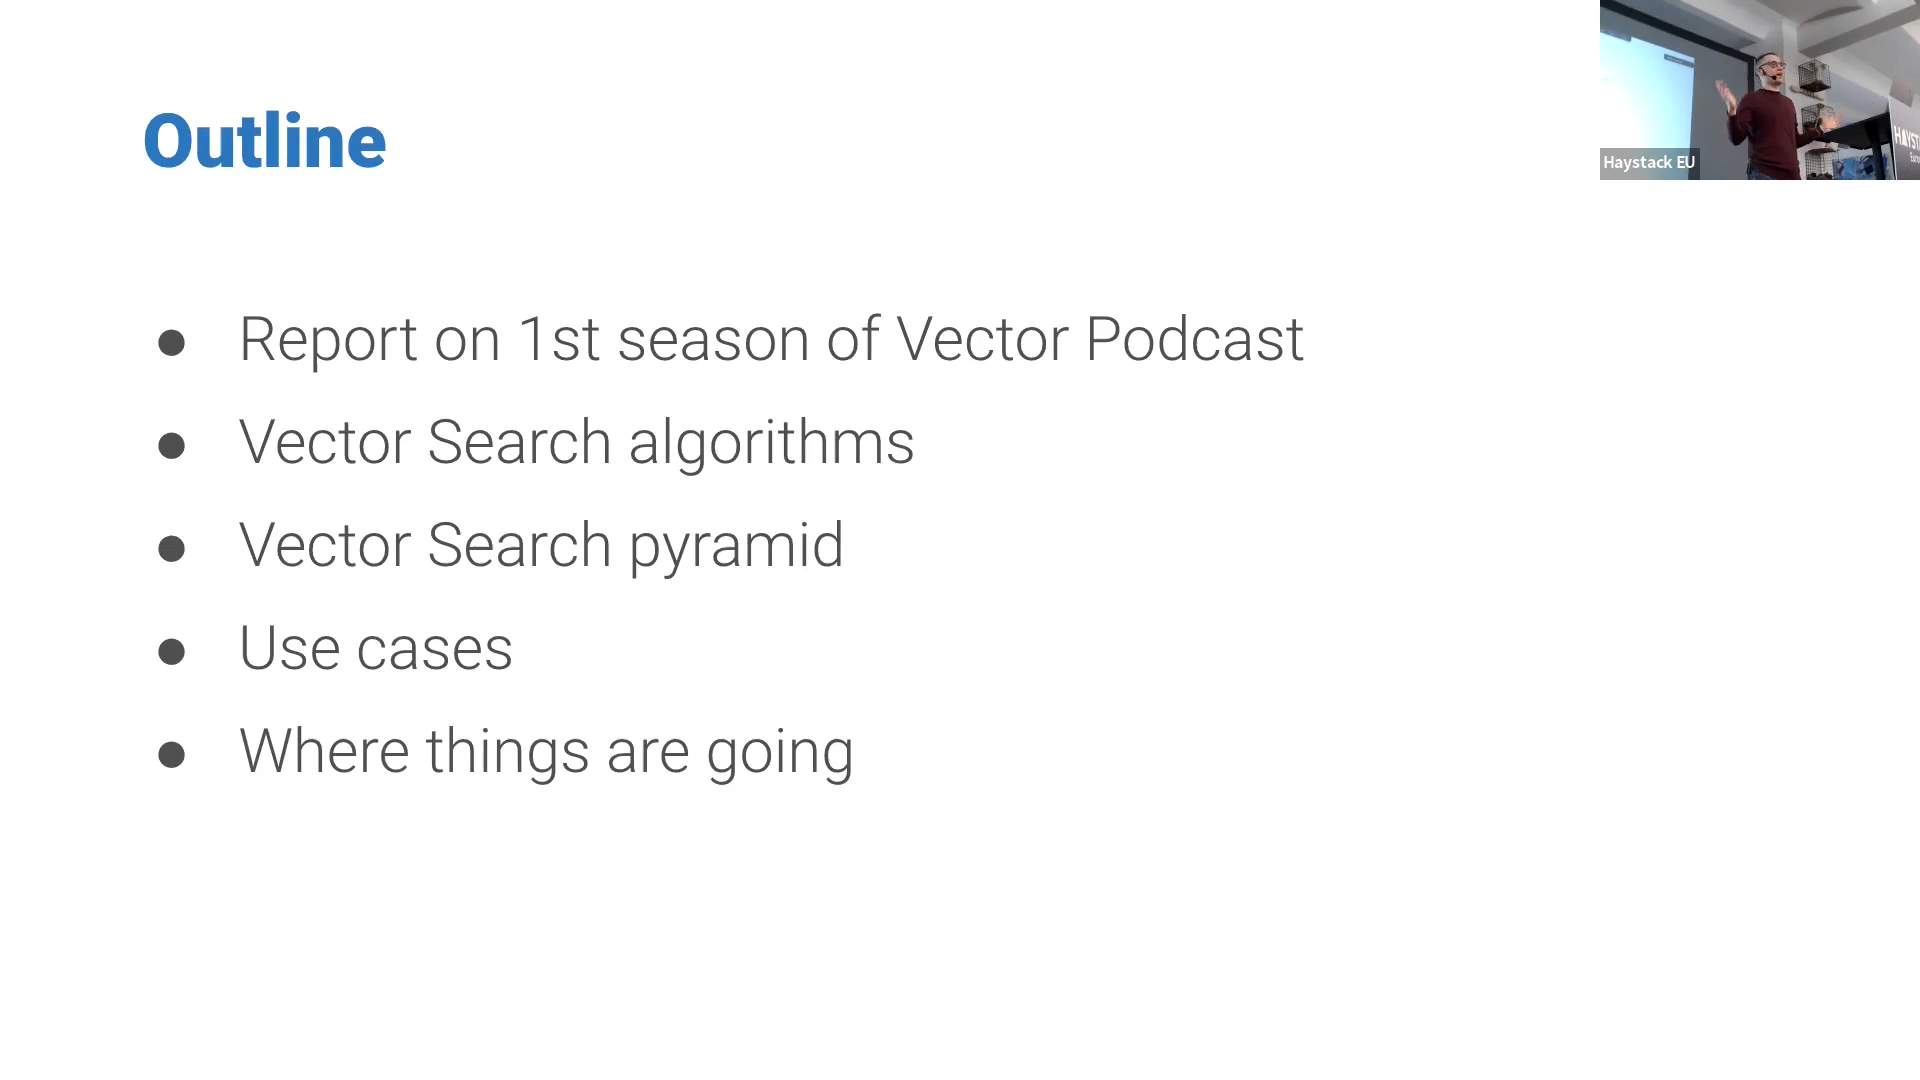 Outline
● Report on 1st season of Vector Podcast
● Vector Search algorithms
● Vector Search pyramid
● Use cases
● Where things are going
Haystack EU